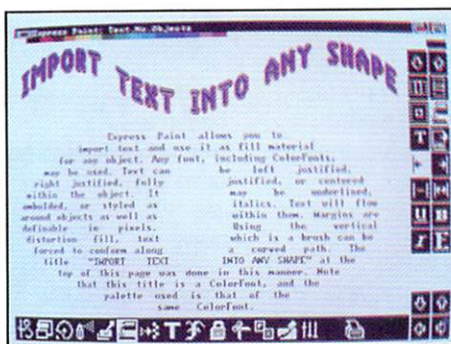 Express Paint: Text.Nu.Objects
IMPORT TEXT INTO ANY SHAPE
Express Paint allows you to
import text and use it as fill material
for any object. Any font, including ColorFonts,
may be used. Text can be left justified,
right justified, fully justified, or centered
within the object. It may be underlined,
embolded, or styled as italics. Text will flow
around objects as well as within them. Margins are
definable in pixels. Using the vertical
distortion fill, text which is a brush can be
forced to conform along a curved path. The
title "IMPORT TEXT INTO ANY SHAPE" at the
top of this page was done in this manner. Note
that this title is a ColorFont, and the
palette used is that of the
same ColorFont.
T
U B
I
T